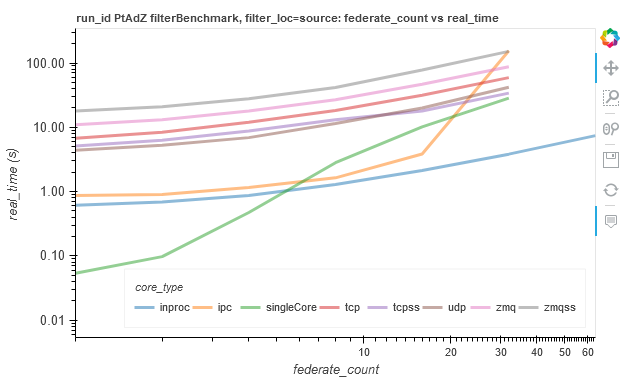 run_id PtAdZ filterBenchmark, filter_loc=source: federate_count vs real_time
100.00
10.00
1.00
0.10
0.01
real_time (s)
core_type
inproc ipc singleCore tcp tcpss udp zmq zmqss
10 20 30 40 50 60
federate_count